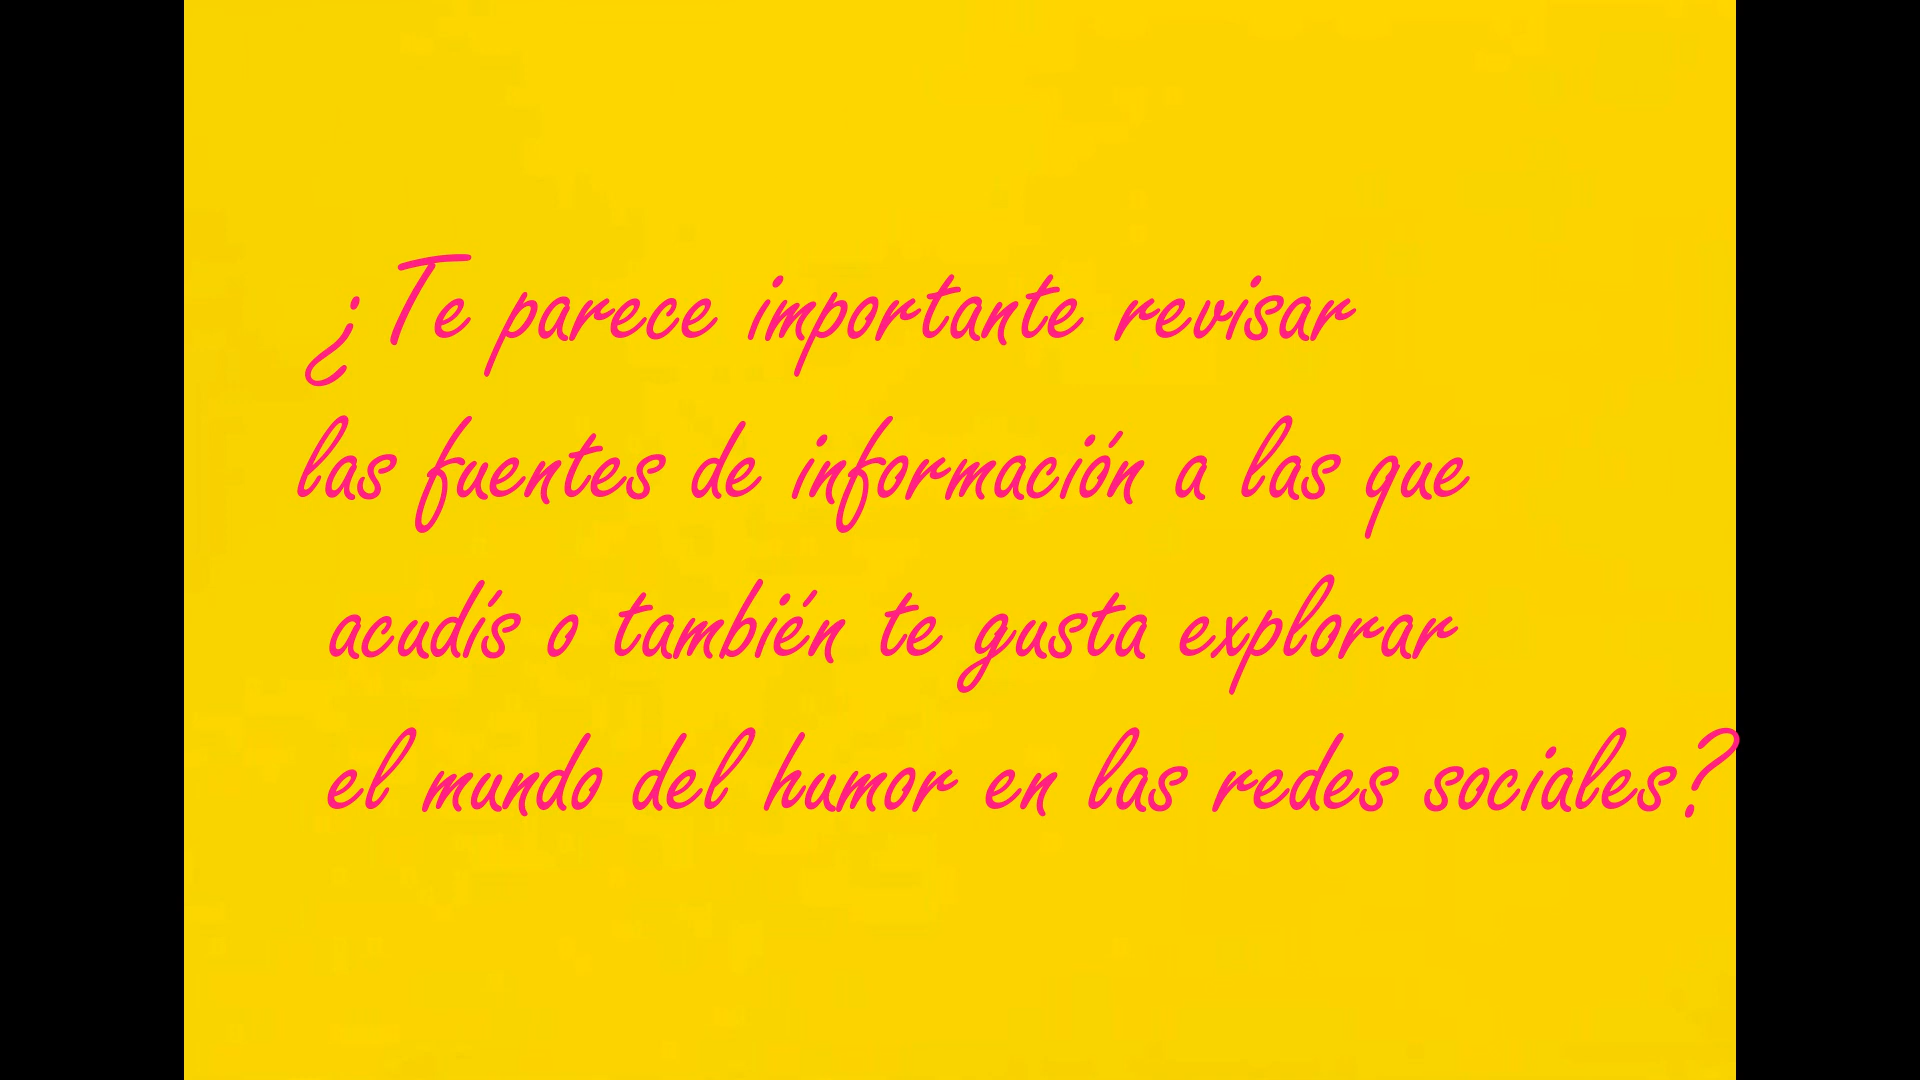 ¿Te parece importante revisar
las fuentes de información a las que
acudís o también te gusta explorar
el mundo del humor en las redes sociales?